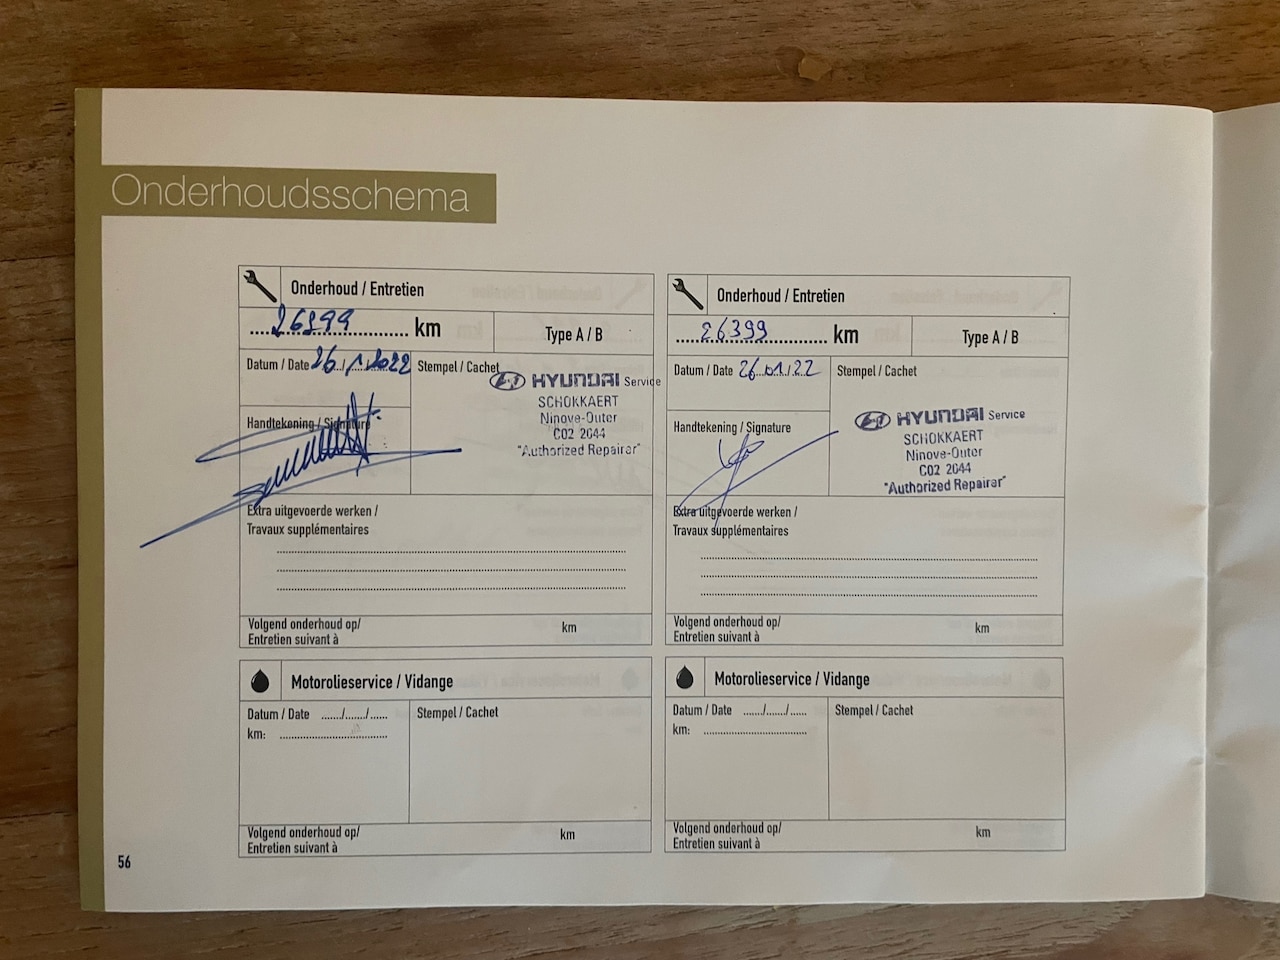 Onderhoudsschema
Onderhoud / Entretien
km
Type A / B
Datum / Date 26/1/2022
Stempel / Cachet
HYUNDAI Service
SCHOKKAERT
Ninove-Outer
C02 2644
"Authorized Repairer"
Handtekening / Signature
Extra uitgevoerde werken /
Travaux supplémentaires
Volgend onderhoud op/
Entretien suivant à
km
Onderhoud / Entretien
26399 km
Type A / B
Datum / Date 26/01/22
Stempel / Cachet
HYUNDAI Service
SCHOKKAERT
Ninove-Outer
C02 2644
"Authorized Repairer"
Handtekening / Signature
Extra uitgevoerde werken /
Travaux supplémentaires
Volgend onderhoud op/
Entretien suivant à
km
Motorolieservice / Vidange
Datum / Date ....../....../......
km:
Stempel / Cachet
Volgend onderhoud op/
Entretien suivant à
km
Motorolieservice / Vidange
Datum / Date ....../....../......
km:
Stempel / Cachet
Volgend onderhoud op/
Entretien suivant à
km
56